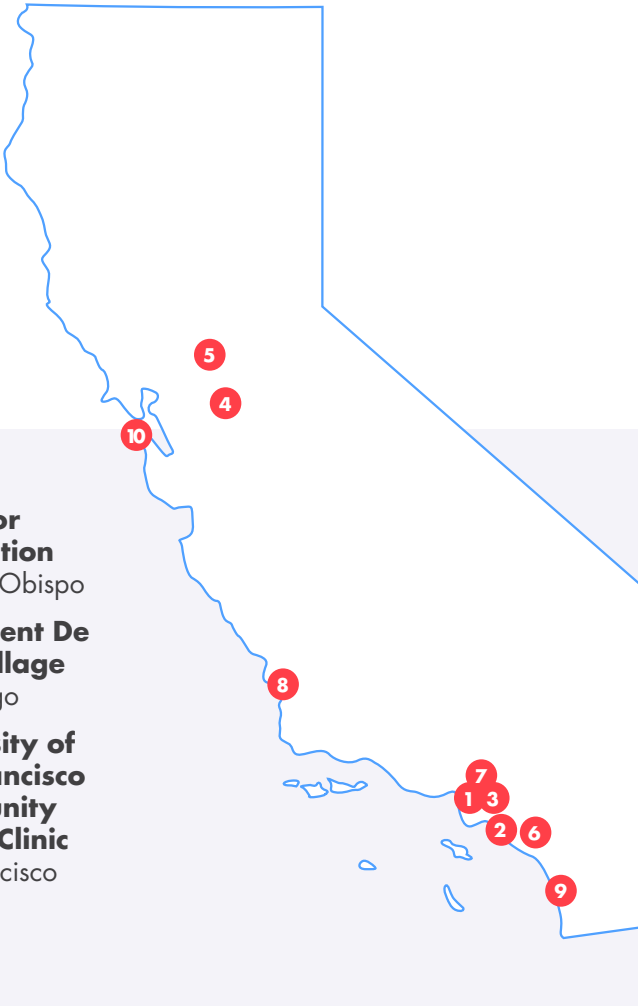 or
tion
Obispo
ent De
llage
go
sity of
ancisco
unity
Clinic
cisco
5
4
10
8
7
1 3
2 6
9